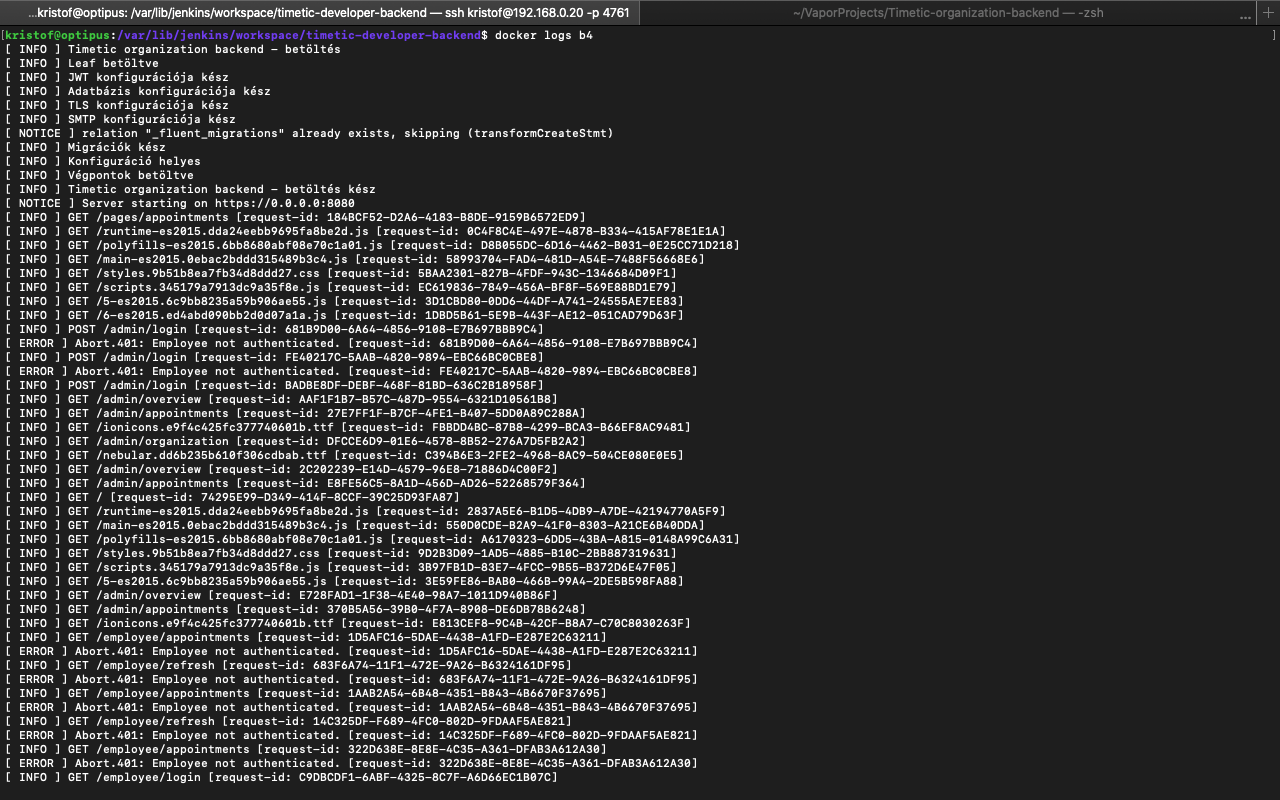 ...kristof@optipus: /var/lib/jenkins/workspace/timetic-developer-backend — ssh kristof@192.168.0.20 -p 4761
~/VaporProjects/Timetic-organization-backend — -zsh
... +
[kristof@optipus:/var/lib/jenkins/workspace/timetic-developer-backend$ docker logs b4 ]
[ INFO ] Timetic organization backend – betöltés
[ INFO ] Leaf betöltve
[ INFO ] JWT konfigurációja kész
[ INFO ] Adatbázis konfigurációja kész
[ INFO ] TLS konfigurációja kész
[ INFO ] SMTP konfigurációja kész
[ NOTICE ] relation "_fluent_migrations" already exists, skipping (transformCreateStmt)
[ INFO ] Migrációk kész
[ INFO ] Konfiguráció helyes
[ INFO ] Végpontok betöltve
[ INFO ] Timetic organization backend – betöltés kész
[ NOTICE ] Server starting on https://0.0.0.0:8080
[ INFO ] GET /pages/appointments [request-id: 184BCF52-D2A6-4183-B8DE-9159B6572ED9]
[ INFO ] GET /runtime-es2015.dda24eebb9695fa8be2d.js [request-id: 0C4F8C4E-497E-4878-B334-415AF78E1E1A]
[ INFO ] GET /polyfills-es2015.6bb8680abf08e70c1a01.js [request-id: D8B055DC-6D16-4462-B031-0E25CC71D218]
[ INFO ] GET /main-es2015.0ebac2bddd315489b3c4.js [request-id: 58993704-FAD4-481D-A54E-7488F56668E6]
[ INFO ] GET /styles.9b51b8ea7fb34d8ddd27.css [request-id: 5BAA2301-827B-4FDF-943C-1346684D09F1]
[ INFO ] GET /scripts.345179a7913dc9a35f8e.js [request-id: EC619836-7849-456A-BF8F-569E88BD1E79]
[ INFO ] GET /5-es2015.6c9bb8235a59b906ae55.js [request-id: 3D1CBD80-0DD6-44DF-A741-24555AE7EE83]
[ INFO ] GET /6-es2015.ed4abd090bb2d0d07a1a.js [request-id: 1DBD5B61-5E9B-443F-AE12-051CAD79D63F]
[ INFO ] POST /admin/login [request-id: 681B9D00-6A64-4856-9108-E7B697BBB9C4]
[ ERROR ] Abort.401: Employee not authenticated. [request-id: 681B9D00-6A64-4856-9108-E7B697BBB9C4]
[ INFO ] POST /admin/login [request-id: FE40217C-5AAB-4820-9894-EBC66BC0CBE8]
[ ERROR ] Abort.401: Employee not authenticated. [request-id: FE40217C-5AAB-4820-9894-EBC66BC0CBE8]
[ INFO ] POST /admin/login [request-id: BADBE8DF-DEBF-468F-81BD-636C2B18958F]
[ INFO ] GET /admin/overview [request-id: AAF1F1B7-B57C-487D-9554-6321D10561B8]
[ INFO ] GET /admin/appointments [request-id: 27E7FF1F-B7CF-4FE1-B407-5DD0A89C288A]
[ INFO ] GET /ionicons.e9f4c425fc377740601b.ttf [request-id: FBBDD4BC-87B8-4299-BCA3-B66EF8AC9481]
[ INFO ] GET /admin/organization [request-id: DFCCE6D9-01E6-4578-8B52-276A7D5FB2A2]
[ INFO ] GET /nebular.dd6b235b610f306cdbab.ttf [request-id: C394B6E3-2FE2-4968-8AC9-504CE080E0E5]
[ INFO ] GET /admin/overview [request-id: 2C202239-E14D-4579-96E8-71886D4C00F2]
[ INFO ] GET /admin/appointments [request-id: E8FE56C5-8A1D-456D-AD26-52268579F364]
[ INFO ] GET / [request-id: 74295E99-D349-414F-8CCF-39C25D93FA87]
[ INFO ] GET /runtime-es2015.dda24eebb9695fa8be2d.js [request-id: 2837A5E6-B1D5-4DB9-A7DE-42194770A5F9]
[ INFO ] GET /main-es2015.0ebac2bddd315489b3c4.js [request-id: 550D0CDE-B2A9-41F0-8303-A21CE6B40DDA]
[ INFO ] GET /polyfills-es2015.6bb8680abf08e70c1a01.js [request-id: A6170323-6DD5-43BA-A815-0148A99C6A31]
[ INFO ] GET /styles.9b51b8ea7fb34d8ddd27.css [request-id: 9D2B3D09-1AD5-4885-B10C-2BB887319631]
[ INFO ] GET /scripts.345179a7913dc9a35f8e.js [request-id: 3B97FB1D-83E7-4FCC-9B55-B372D6E47F05]
[ INFO ] GET /5-es2015.6c9bb8235a59b906ae55.js [request-id: 3E59FE86-BAB0-466B-99A4-2DE5B598FA88]
[ INFO ] GET /admin/overview [request-id: E728FAD1-1F38-4E40-98A7-1011D940B86F]
[ INFO ] GET /admin/appointments [request-id: 370B5A56-39B0-4F7A-8908-DE6DB78B6248]
[ INFO ] GET /ionicons.e9f4c425fc377740601b.ttf [request-id: E813CEF8-9C4B-42CF-B8A7-C70C8030263F]
[ INFO ] GET /employee/appointments [request-id: 1D5AFC16-5DAE-4438-A1FD-E287E2C63211]
[ ERROR ] Abort.401: Employee not authenticated. [request-id: 1D5AFC16-5DAE-4438-A1FD-E287E2C63211]
[ INFO ] GET /employee/refresh [request-id: 683F6A74-11F1-472E-9A26-B6324161DF95]
[ ERROR ] Abort.401: Employee not authenticated. [request-id: 683F6A74-11F1-472E-9A26-B6324161DF95]
[ INFO ] GET /employee/appointments [request-id: 1AAB2A54-6B48-4351-B843-4B6670F37695]
[ ERROR ] Abort.401: Employee not authenticated. [request-id: 1AAB2A54-6B48-4351-B843-4B6670F37695]
[ INFO ] GET /employee/refresh [request-id: 14C325DF-F689-4FC0-802D-9FDAAF5AE821]
[ ERROR ] Abort.401: Employee not authenticated. [request-id: 14C325DF-F689-4FC0-802D-9FDAAF5AE821]
[ INFO ] GET /employee/appointments [request-id: 322D638E-8E8E-4C35-A361-DFAB3A612A30]
[ ERROR ] Abort.401: Employee not authenticated. [request-id: 322D638E-8E8E-4C35-A361-DFAB3A612A30]
[ INFO ] GET /employee/login [request-id: C9DBCDF1-6ABF-4325-8C7F-A6D66EC1B07C]